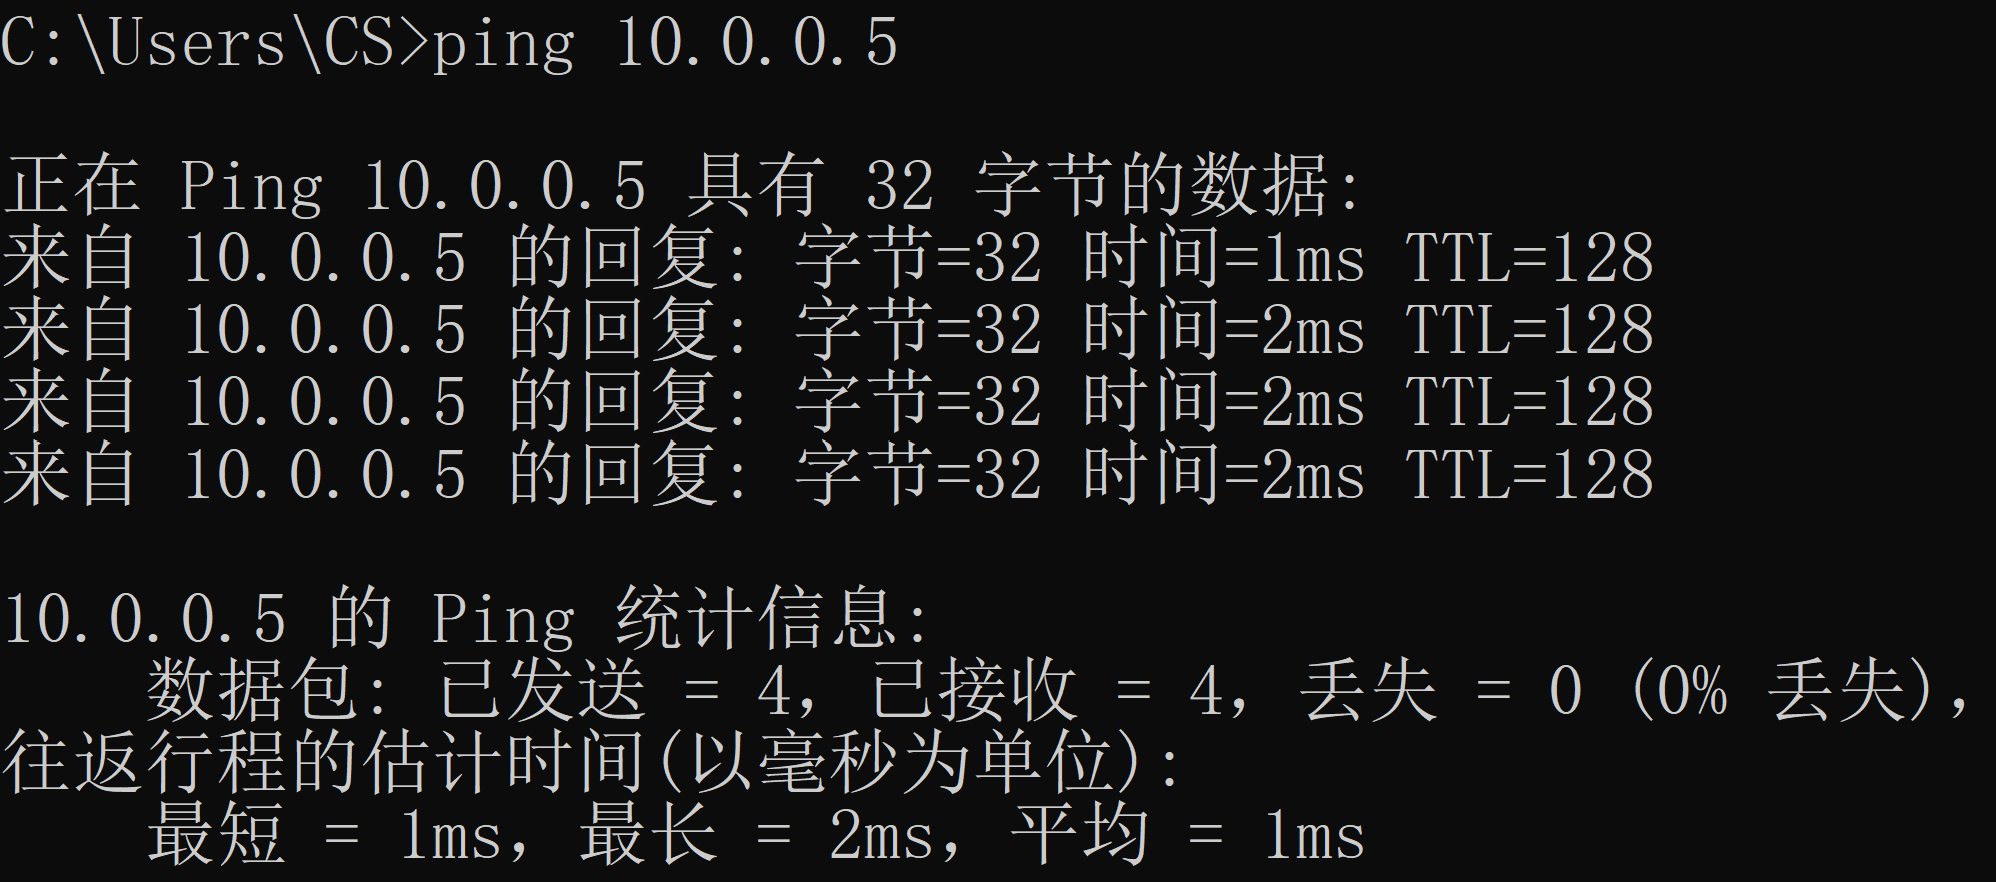 C:\Users\CS>ping 10.0.0.5
正在 Ping 10.0.0.5 具有 32 字节的数据:
来自 10.0.0.5 的回复: 字节=32 时间=1ms TTL=128
来自 10.0.0.5 的回复: 字节=32 时间=2ms TTL=128
来自 10.0.0.5 的回复: 字节=32 时间=2ms TTL=128
来自 10.0.0.5 的回复: 字节=32 时间=2ms TTL=128
10.0.0.5 的 Ping 统计信息:
数据包: 已发送 = 4，已接收 = 4，丢失 = 0 (0% 丢失)，
往返行程的估计时间(以毫秒为单位):
最短 = 1ms，最长 = 2ms，平均 = 1ms